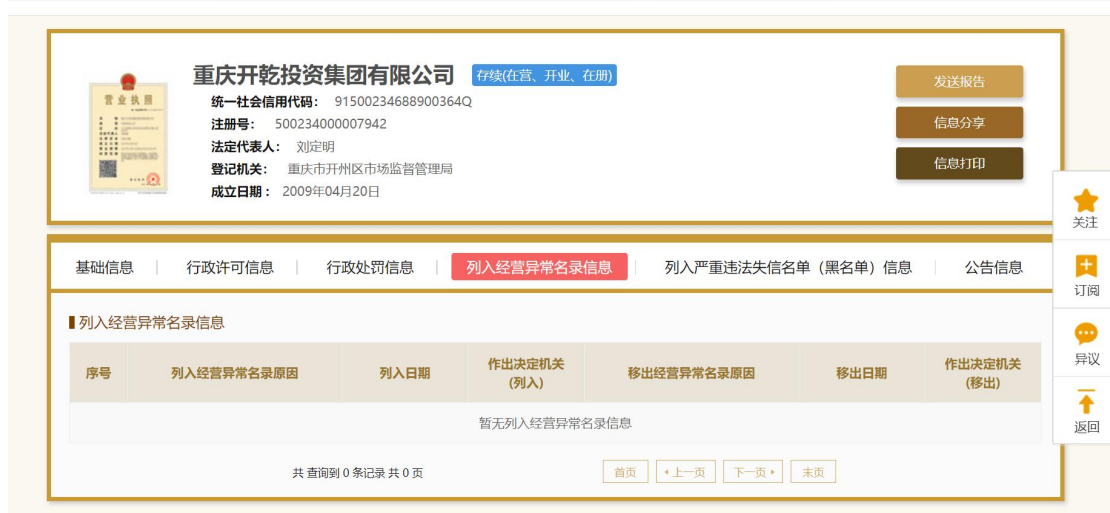 重庆开乾投资集团有限公司 存续(在营、开业、在册)
统一社会信用代码： 91500234688900364Q
注册号： 500234000007942
法定代表人： 刘定明
登记机关： 重庆市开州区市场监督管理局
成立日期： 2009年04月20日
营业执照
发送报告
信息分享
信息打印
关注
订阅
异议
返回
基础信息 行政许可信息 行政处罚信息 列入经营异常名录信息 列入严重违法失信名单（黑名单）信息 公告信息
列入经营异常名录信息
序号 列入经营异常名录原因 列入日期 作出决定机关(列入) 移出经营异常名录原因 移出日期 作出决定机关(移出)
暂无列入经营异常名录信息
共 查询到 0 条记录 共 0 页 首页 上一页 下一页 末页